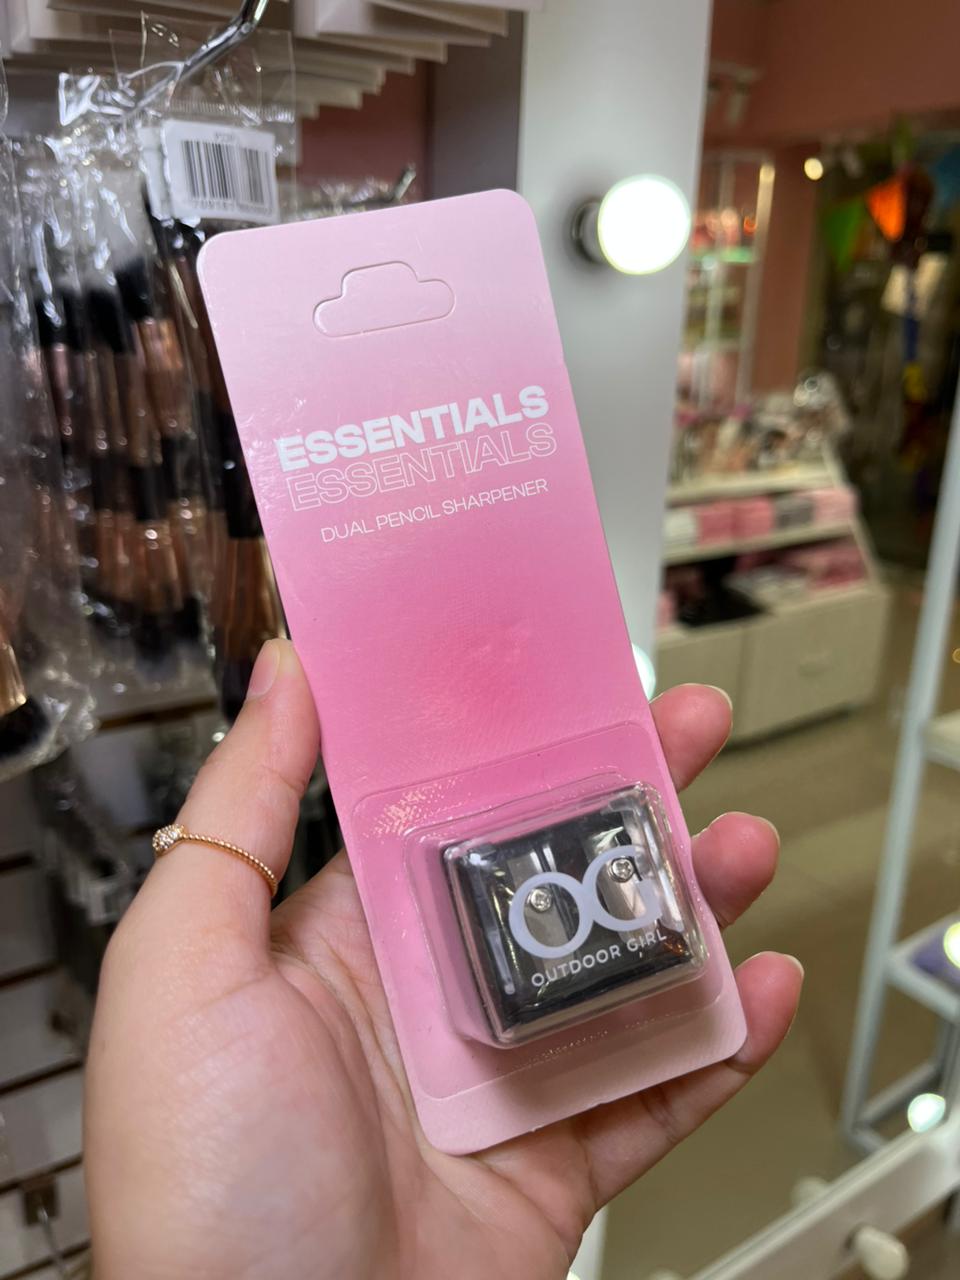 ESSENTIALS
ESSENTIALS
DUAL PENCIL SHARPENER
OG
OUTDOOR GIRL